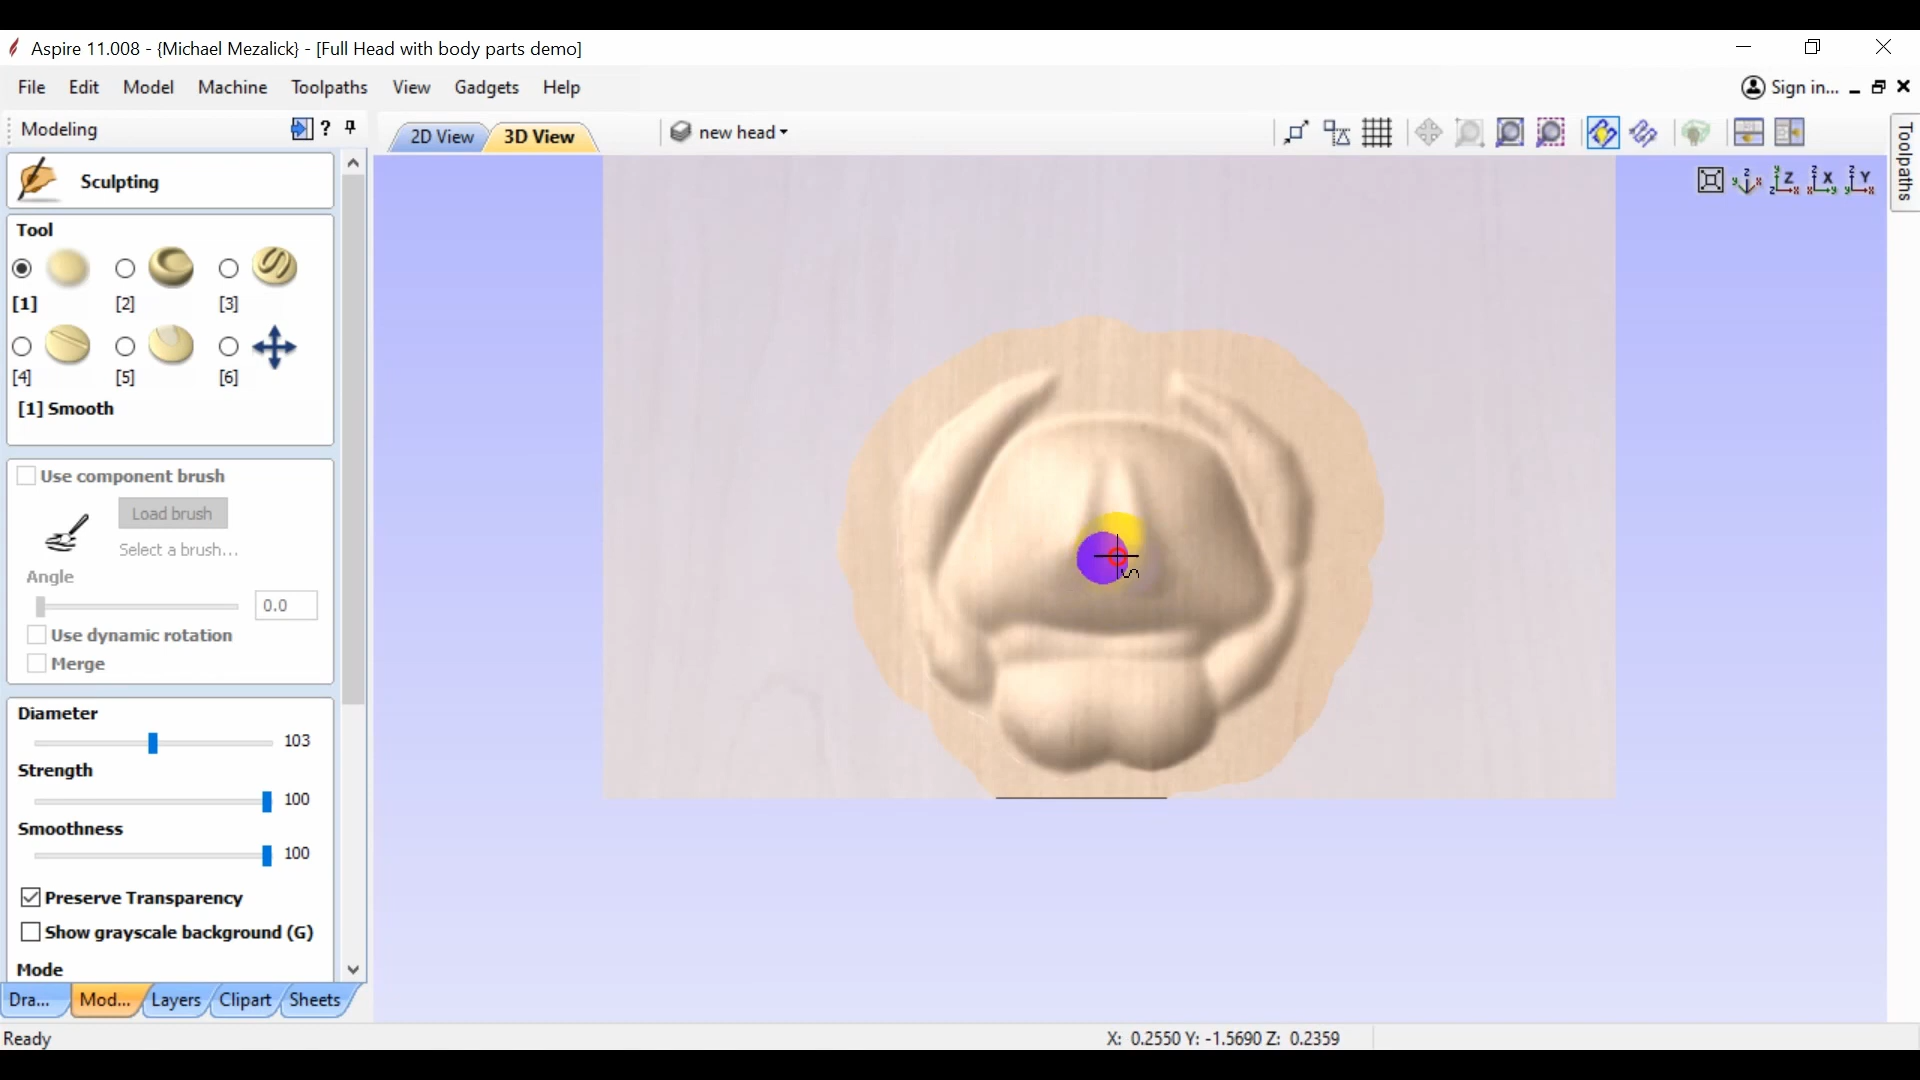 Aspire 11.008 - {Michael Mezalick} - [Full Head with body parts demo]
File Edit Model Machine Toolpaths View Gadgets Help
Sign in...
Modeling ?
2D View 3D View
new head
Toolpaths
Sculpting
Tool
[1] [2] [3]
[4] [5] [6]
[1] Smooth
Use component brush
Load brush
Select a brush...
Angle
0.0
Use dynamic rotation
Merge
Diameter
103
Strength
100
Smoothness
100
Preserve Transparency
Show grayscale background (G)
Mode
Dra... Mod... Layers Clipart Sheets
Ready
X: 0.2550 Y: -1.5690 Z: 0.2359